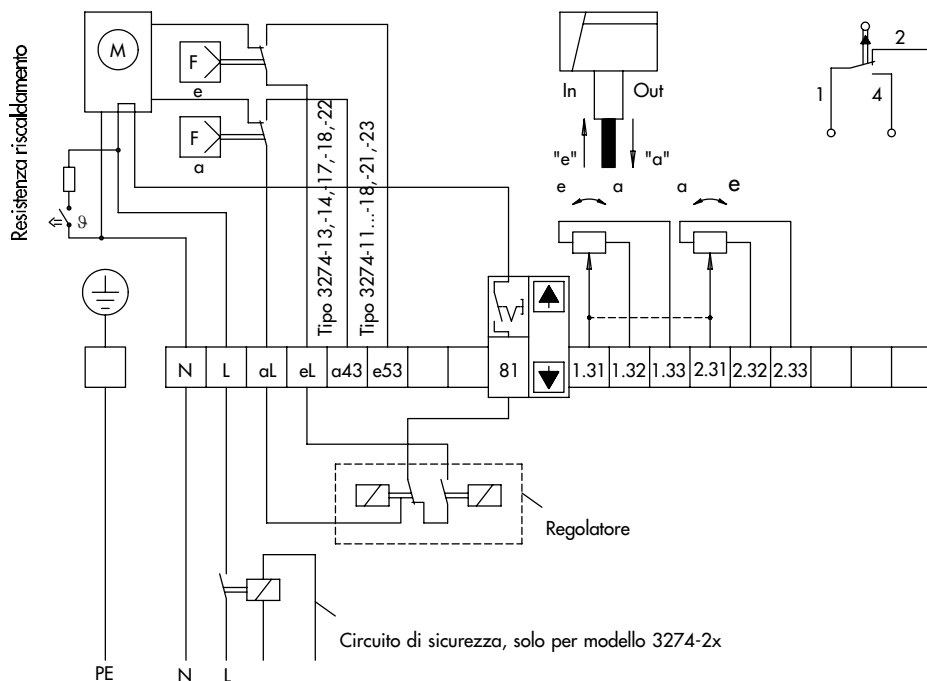 Resistenza riscaldamento
M
F
e
F
a
ϑ
Tipo 3274-13,-14,-17,-18,-22
Tipo 3274-11...-18,-21,-23
In
Out
"e"
"a"
e
a
a
e
1
2
4
N
L
aL
eL
a43
e53
81
1.31
1.32
1.33
2.31
2.32
2.33
Regolatore
Circuito di sicurezza, solo per modello 3274-2x
PE
N
L